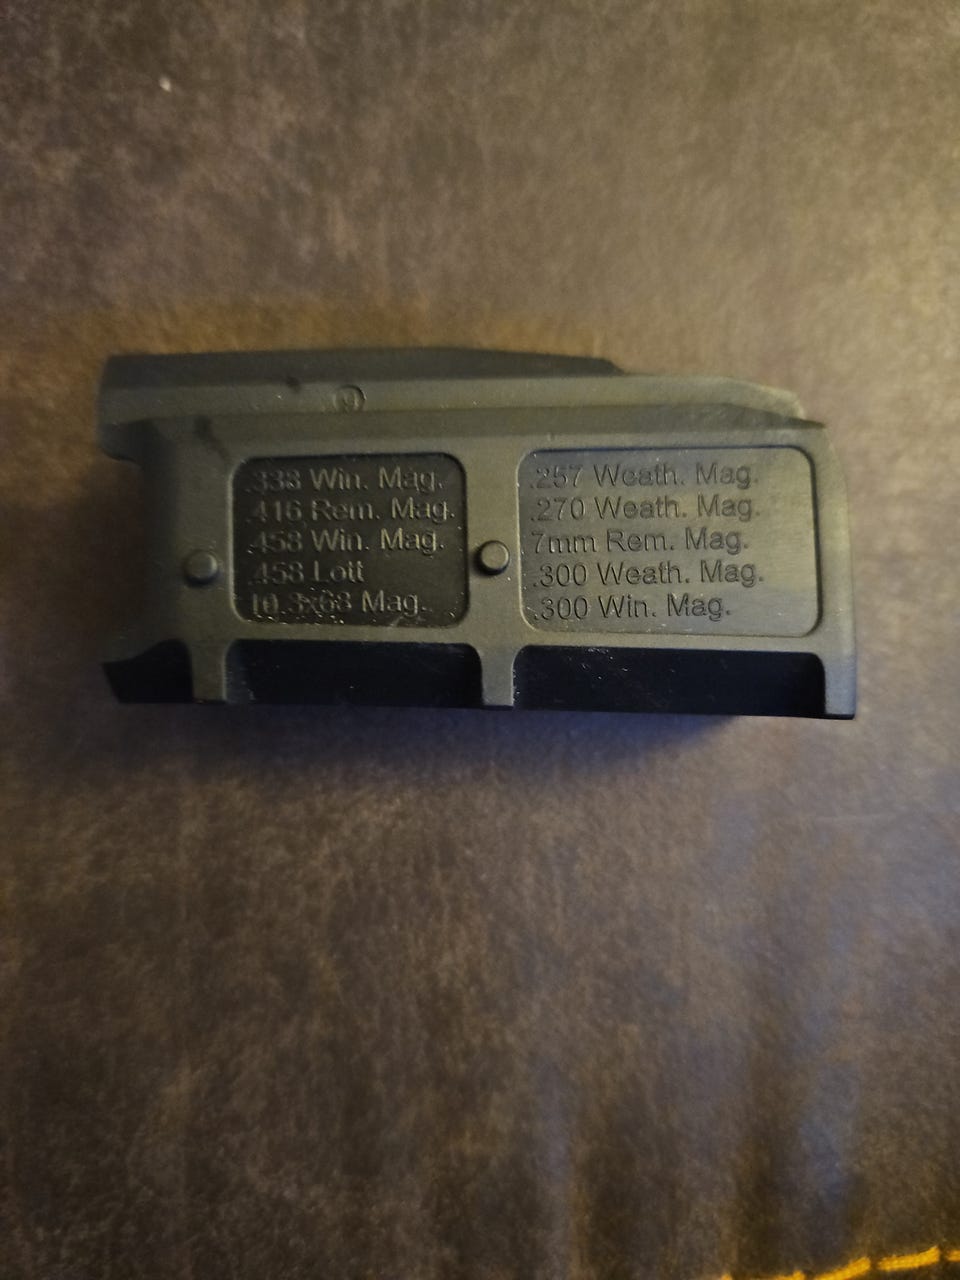 .338 Win. Mag.
.416 Rem. Mag.
.458 Win. Mag.
.458 Lott
10.3x68 Mag.
.257 Weath. Mag.
.270 Weath. Mag.
7mm Rem. Mag.
.300 Weath. Mag.
.300 Win. Mag.